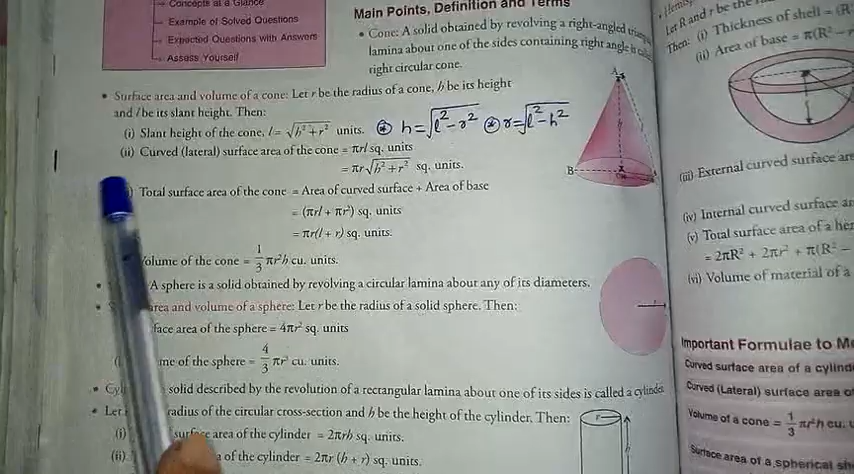 Concepts at a Glance
Example of Solved Questions
Expected Questions with Answers
Assess Yourself
Main Points, Definition and Terms
• Cone: A solid obtained by revolving a right-angled
lamina about one of the sides containing right angle is
right circular cone.
• Surface area and volume of a cone: Let r be the radius of a cone, h be its height
and l be its slant height. Then:
(i) Slant height of the cone, l = √h² + r² units. ⊛ h = √l² − r² ⊛ r = √l² − h²
(ii) Curved (lateral) surface area of the cone = πrl sq. units
= πr√h² + r² sq. units.
Total surface area of the cone = Area of curved surface + Area of base
= (πrl + πr²) sq. units
= πr(l + r) sq. units.
olume of the cone = 1/3 πr²h cu. units.
• A sphere is a solid obtained by revolving a circular lamina about any of its diameters.
• area and volume of a sphere: Let r be the radius of a solid sphere. Then:
face area of the sphere = 4πr² sq. units
me of the sphere = 4/3 πr³ cu. units.
• solid described by the revolution of a rectangular lamina about one of its sides is called a cylinder
• Let radius of the circular cross-section and h be the height of the cylinder. Then:
(i) surface area of the cylinder = 2πrh sq. units.
(ii) a of the cylinder = 2πr (h + r) sq. units.
A
h
B
r
r
h
Let R and r be the
Then: (i) Thickness of shell = (R
(ii) Area of base = π(R² −
(iii) External curved surface are
(iv) Internal curved surface ar
(v) Total surface area of a her
= 2πR² + 2πr² + π(R² −
(vi) Volume of material of a
Important Formulae to Me
Curved surface area of a cylind
Curved (Lateral) surface area o
Volume of a cone = 1/3 πr²h cu. u
Surface area of a spherical sh